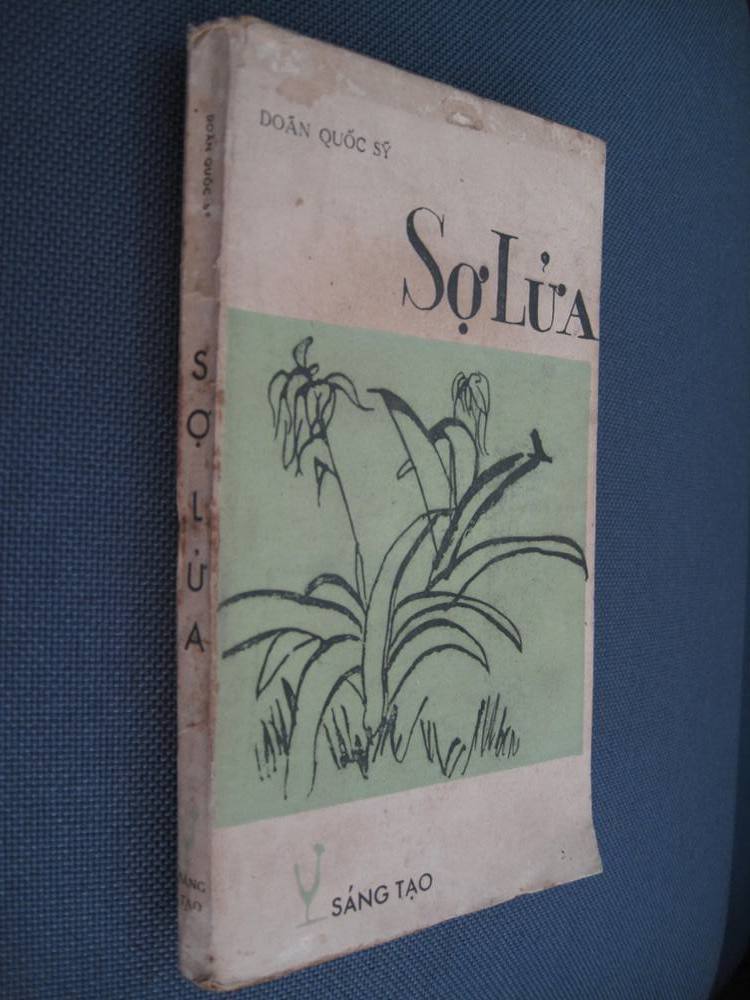 DOÃN QUỐC SỸ
SỢ LỬA
SÁNG TẠO
DOÃN QUỐC SỸ
SỢ LỬA
SÁNG
TẠO